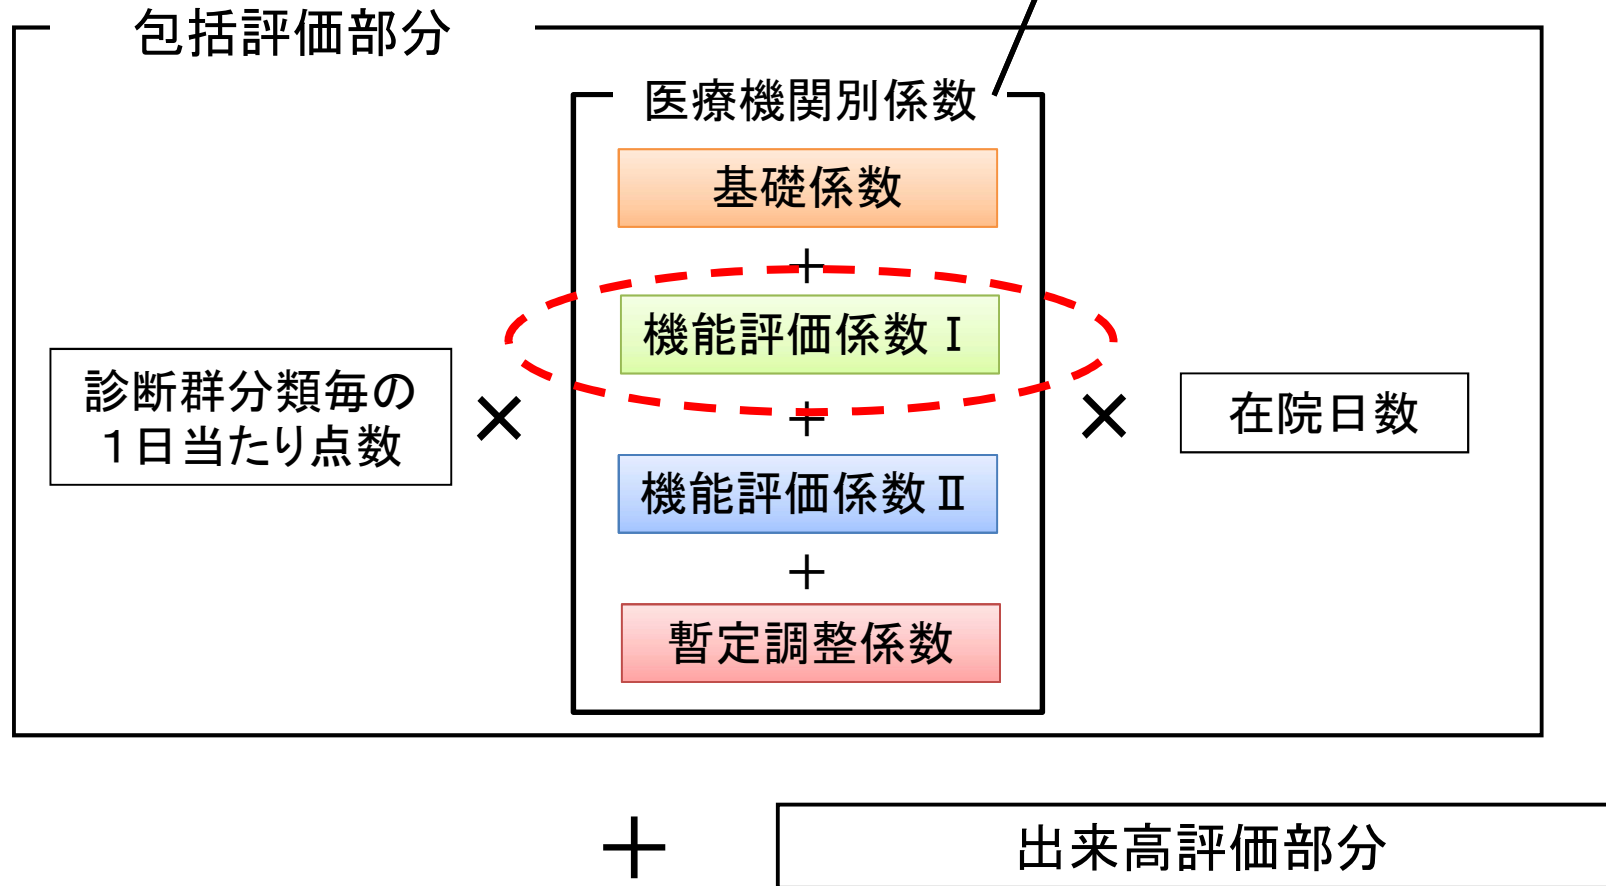 包括評価部分
医療機関別係数
基礎係数
＋
機能評価係数Ⅰ
診断群分類毎の
１日当たり点数
×
＋
×
在院日数
機能評価係数Ⅱ
＋
暫定調整係数
＋
出来高評価部分